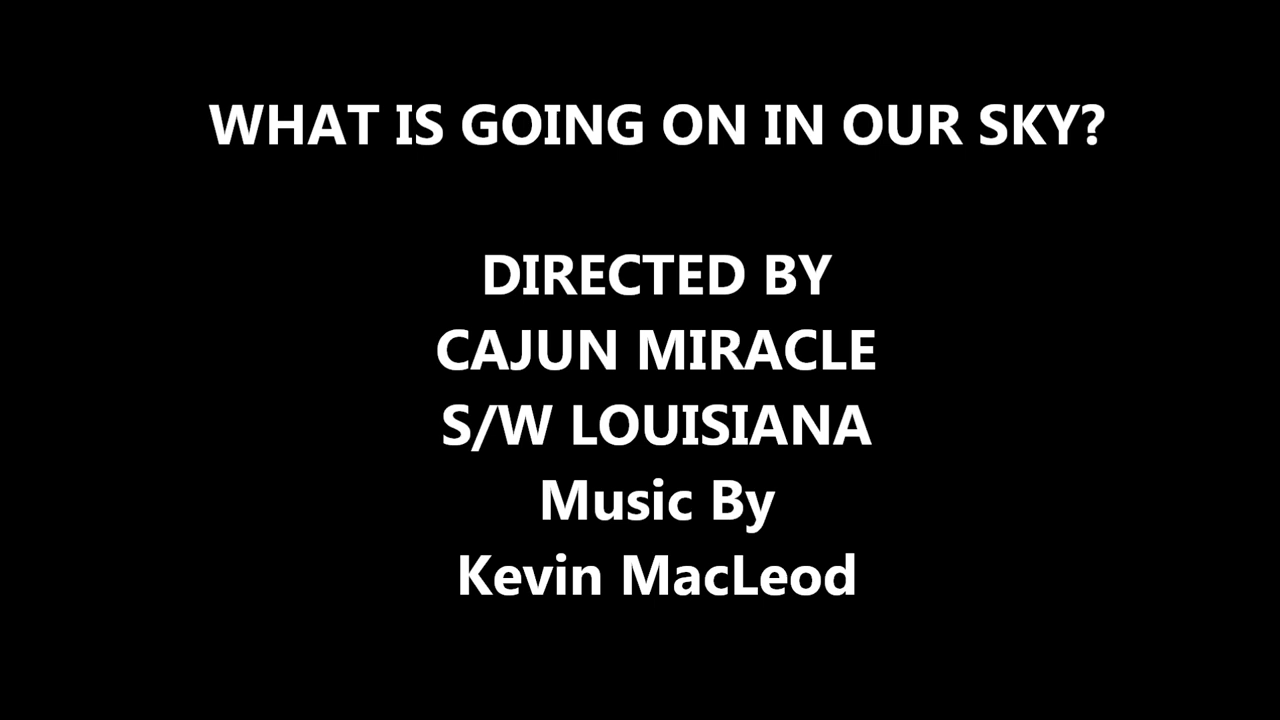 WHAT IS GOING ON IN OUR SKY?
DIRECTED BY
CAJUN MIRACLE
S/W LOUISIANA
Music By
Kevin MacLeod